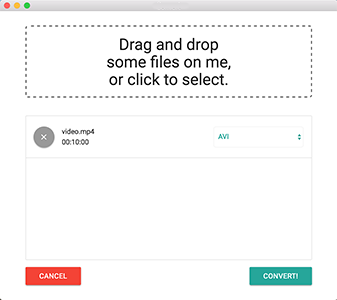 Drag and drop
some files on me,
or click to select.
video.mp4
00:10:00
AVI
CANCEL
CONVERT!